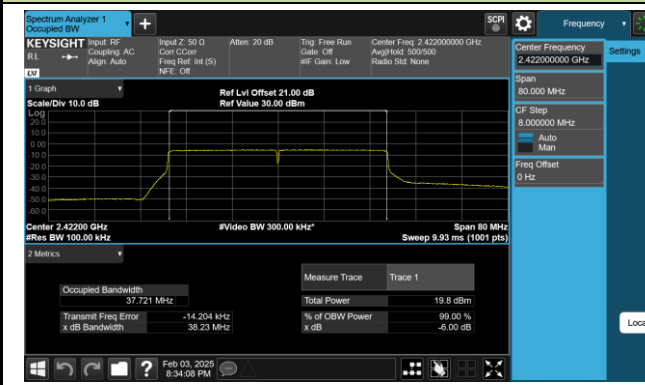 Spectrum Analyzer 1
Occupied BW
+
SCPI
Frequency
KEYSIGHT
Input: RF
Input Z: 50 Ω
Atten: 20 dB
Trig: Free Run
Center Freq: 2.422000000 GHz
RL
Coupling: AC
Corr CCorr
Gate: Off
Avg|Hold: 500/500
Align: Auto
Freq Ref: Int (S)
#IF Gain: Low
Radio Std: None
LXI
NFE: Off
Center Frequency
2.422000000 GHz
Settings
Span
80.000 MHz
CF Step
8.000000 MHz
Auto
Man
Freq Offset
0 Hz
1 Graph
Ref Lvl Offset 21.00 dB
Scale/Div 10.0 dB
Ref Value 30.00 dBm
Log
20.0
10.0
0.00
-10.0
-20.0
-30.0
-40.0
-50.0
-60.0
Center 2.42200 GHz
#Video BW 300.00 kHz*
Span 80 MHz
#Res BW 100.00 kHz
Sweep 9.93 ms (1001 pts)
2 Metrics
Measure Trace
Trace 1
Occupied Bandwidth
37.721 MHz
Total Power
19.8 dBm
Transmit Freq Error
-14.204 kHz
% of OBW Power
99.00 %
x dB Bandwidth
38.23 MHz
x dB
-6.00 dB
Loca
?
Feb 03, 2025
8:34:08 PM